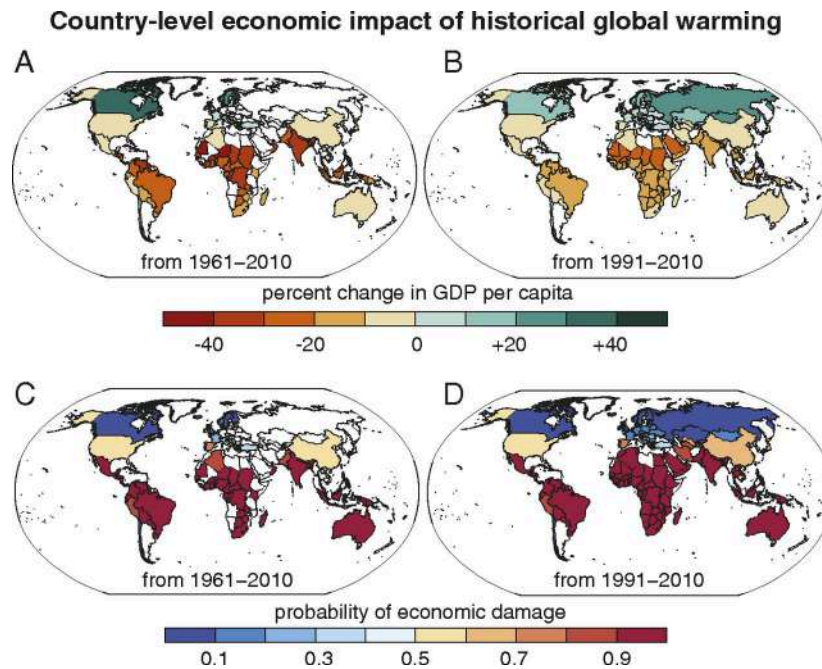 Country-level economic impact of historical global warming
A
B
from 1961–2010
from 1991–2010
percent change in GDP per capita
-40
-20
0
+20
+40
C
D
from 1961–2010
from 1991–2010
probability of economic damage
0.1
0.3
0.5
0.7
0.9